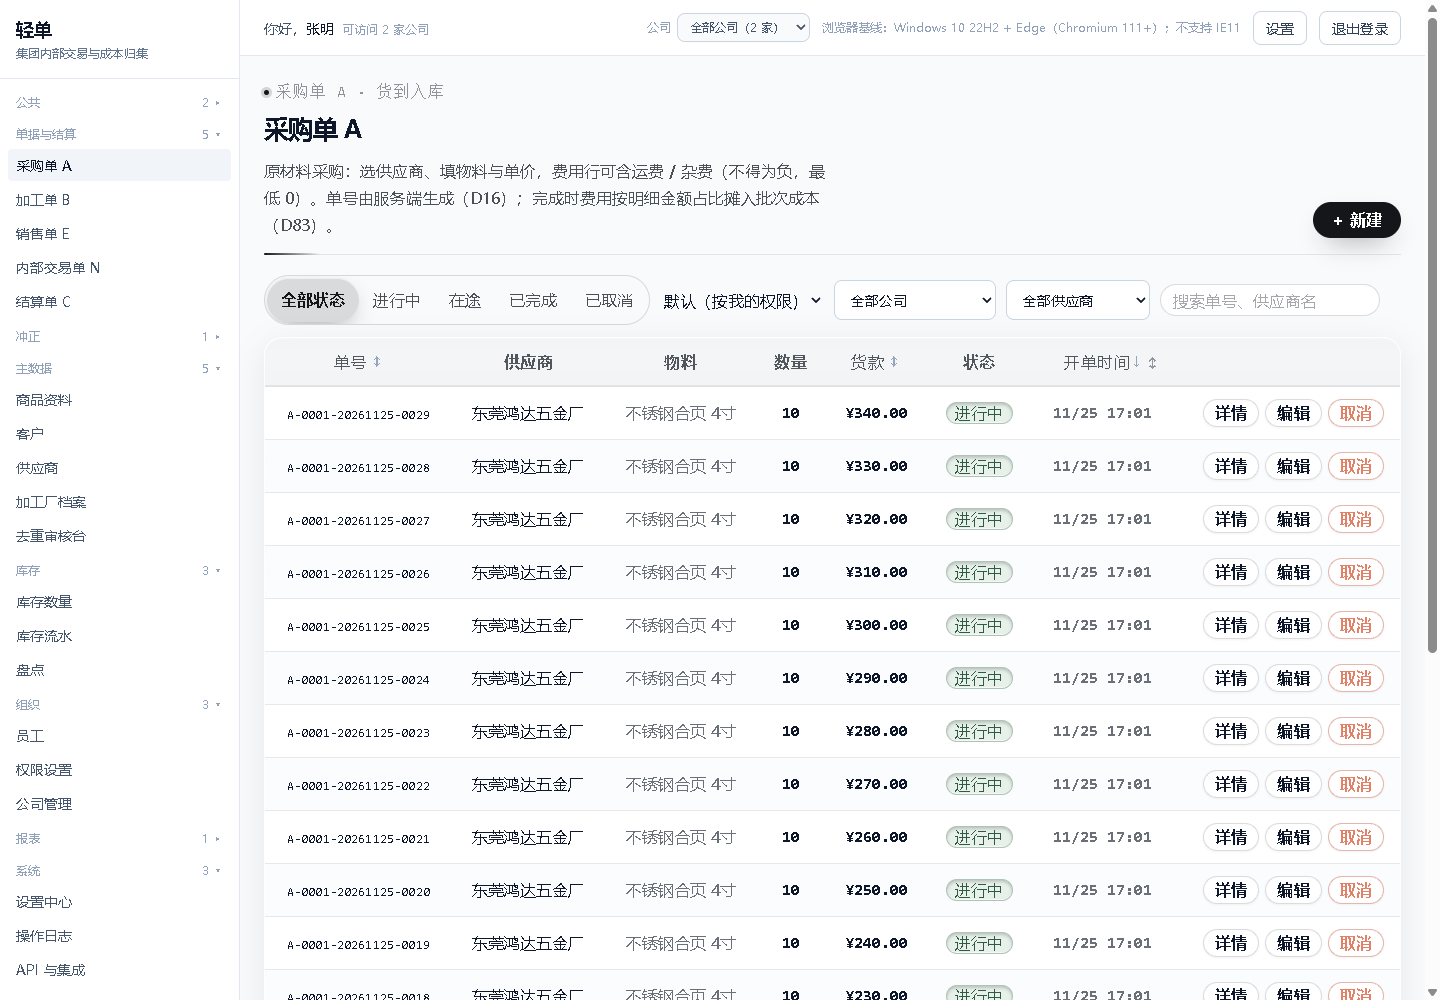 轻单
集团内部交易与成本归集
公共 2
单据与结算 5
采购单 A
加工单 B
销售单 E
内部交易单 N
结算单 C
冲正 1
主数据 5
商品资料
客户
供应商
加工厂档案
去重审核台
库存 3
库存数量
库存流水
盘点
组织 3
员工
权限设置
公司管理
报表 1
系统 3
设置中心
操作日志
API 与集成
你好，张明 可访问 2 家公司
公司 全部公司（2 家） 浏览器基线：Windows 10 22H2 + Edge（Chromium 111+）；不支持 IE11 设置 退出登录
采购单 A - 货到入库
采购单 A
原材料采购：选供应商、填物料与单价，费用行可含运费 / 杂费（不得为负，最
低 0）。单号由服务端生成（D16）；完成时费用按明细金额占比摊入批次成本
（D83）。
+ 新建
全部状态 进行中 在途 已完成 已取消 默认（按我的权限） 全部公司 全部供应商 搜索单号、供应商名
单号 ↕ 供应商 物料 数量 货款 ↕ 状态 开单时间 ↓ ↕
A-0001-20261125-0029 东莞鸿达五金厂 不锈钢合页 4寸 10 ¥340.00 进行中 11/25 17:01 详情 编辑 取消
A-0001-20261125-0028 东莞鸿达五金厂 不锈钢合页 4寸 10 ¥330.00 进行中 11/25 17:01 详情 编辑 取消
A-0001-20261125-0027 东莞鸿达五金厂 不锈钢合页 4寸 10 ¥320.00 进行中 11/25 17:01 详情 编辑 取消
A-0001-20261125-0026 东莞鸿达五金厂 不锈钢合页 4寸 10 ¥310.00 进行中 11/25 17:01 详情 编辑 取消
A-0001-20261125-0025 东莞鸿达五金厂 不锈钢合页 4寸 10 ¥300.00 进行中 11/25 17:01 详情 编辑 取消
A-0001-20261125-0024 东莞鸿达五金厂 不锈钢合页 4寸 10 ¥290.00 进行中 11/25 17:01 详情 编辑 取消
A-0001-20261125-0023 东莞鸿达五金厂 不锈钢合页 4寸 10 ¥280.00 进行中 11/25 17:01 详情 编辑 取消
A-0001-20261125-0022 东莞鸿达五金厂 不锈钢合页 4寸 10 ¥270.00 进行中 11/25 17:01 详情 编辑 取消
A-0001-20261125-0021 东莞鸿达五金厂 不锈钢合页 4寸 10 ¥260.00 进行中 11/25 17:01 详情 编辑 取消
A-0001-20261125-0020 东莞鸿达五金厂 不锈钢合页 4寸 10 ¥250.00 进行中 11/25 17:01 详情 编辑 取消
A-0001-20261125-0019 东莞鸿达五金厂 不锈钢合页 4寸 10 ¥240.00 进行中 11/25 17:01 详情 编辑 取消
A-0001-20261125-0018 东莞鸿达五金厂 不锈钢合页 4寸 10 ¥230.00 进行中 11/25 17:01 详情 编辑 取消